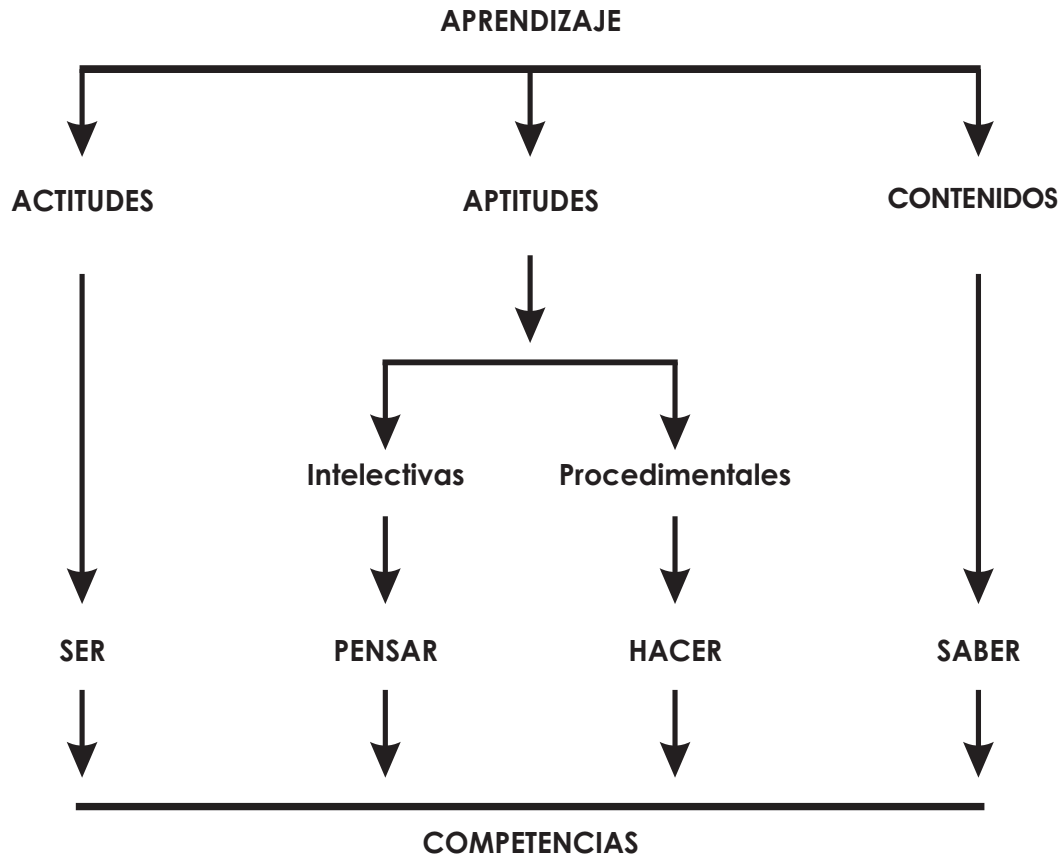 APRENDIZAJE
ACTITUDES APTITUDES CONTENIDOS
Intelectivas Procedimentales
SER PENSAR HACER SABER
COMPETENCIAS